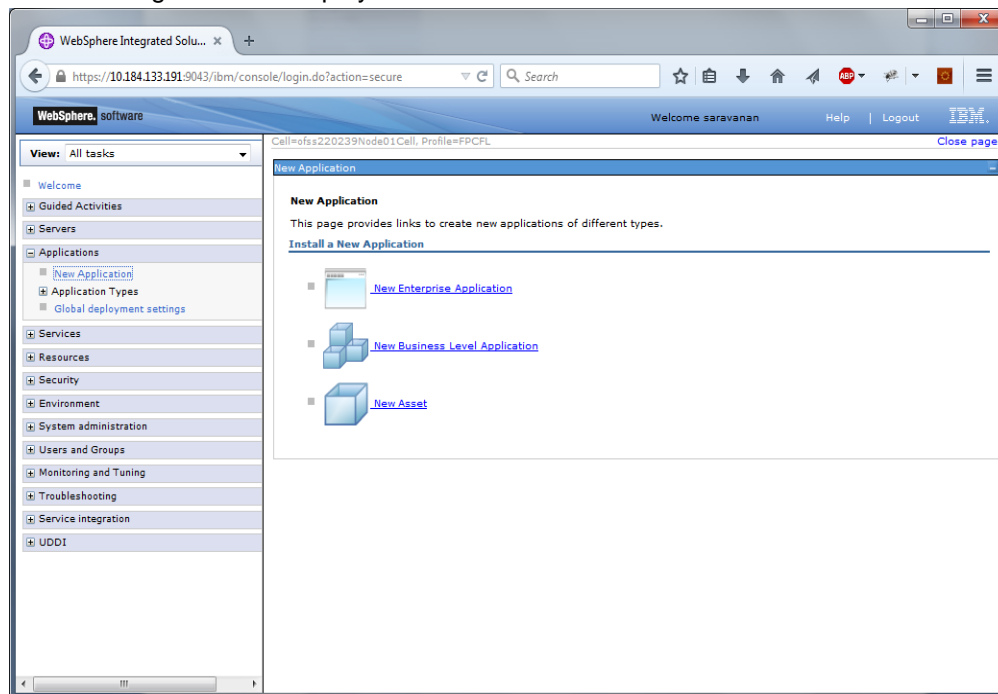 WebSphere Integrated Solu... × +
https://10.184.133.191:9043/ibm/console/login.do?action=secure Search ABP
WebSphere. software Welcome saravanan Help | Logout IBM.
View: All tasks
Cell=ofss220239Node01Cell, Profile=FPCFL Close page
New Application
Welcome
Guided Activities
Servers
Applications
New Application
Application Types
Global deployment settings
Services
Resources
Security
Environment
System administration
Users and Groups
Monitoring and Tuning
Troubleshooting
Service integration
UDDI
New Application
This page provides links to create new applications of different types.
Install a New Application
New Enterprise Application
New Business Level Application
New Asset